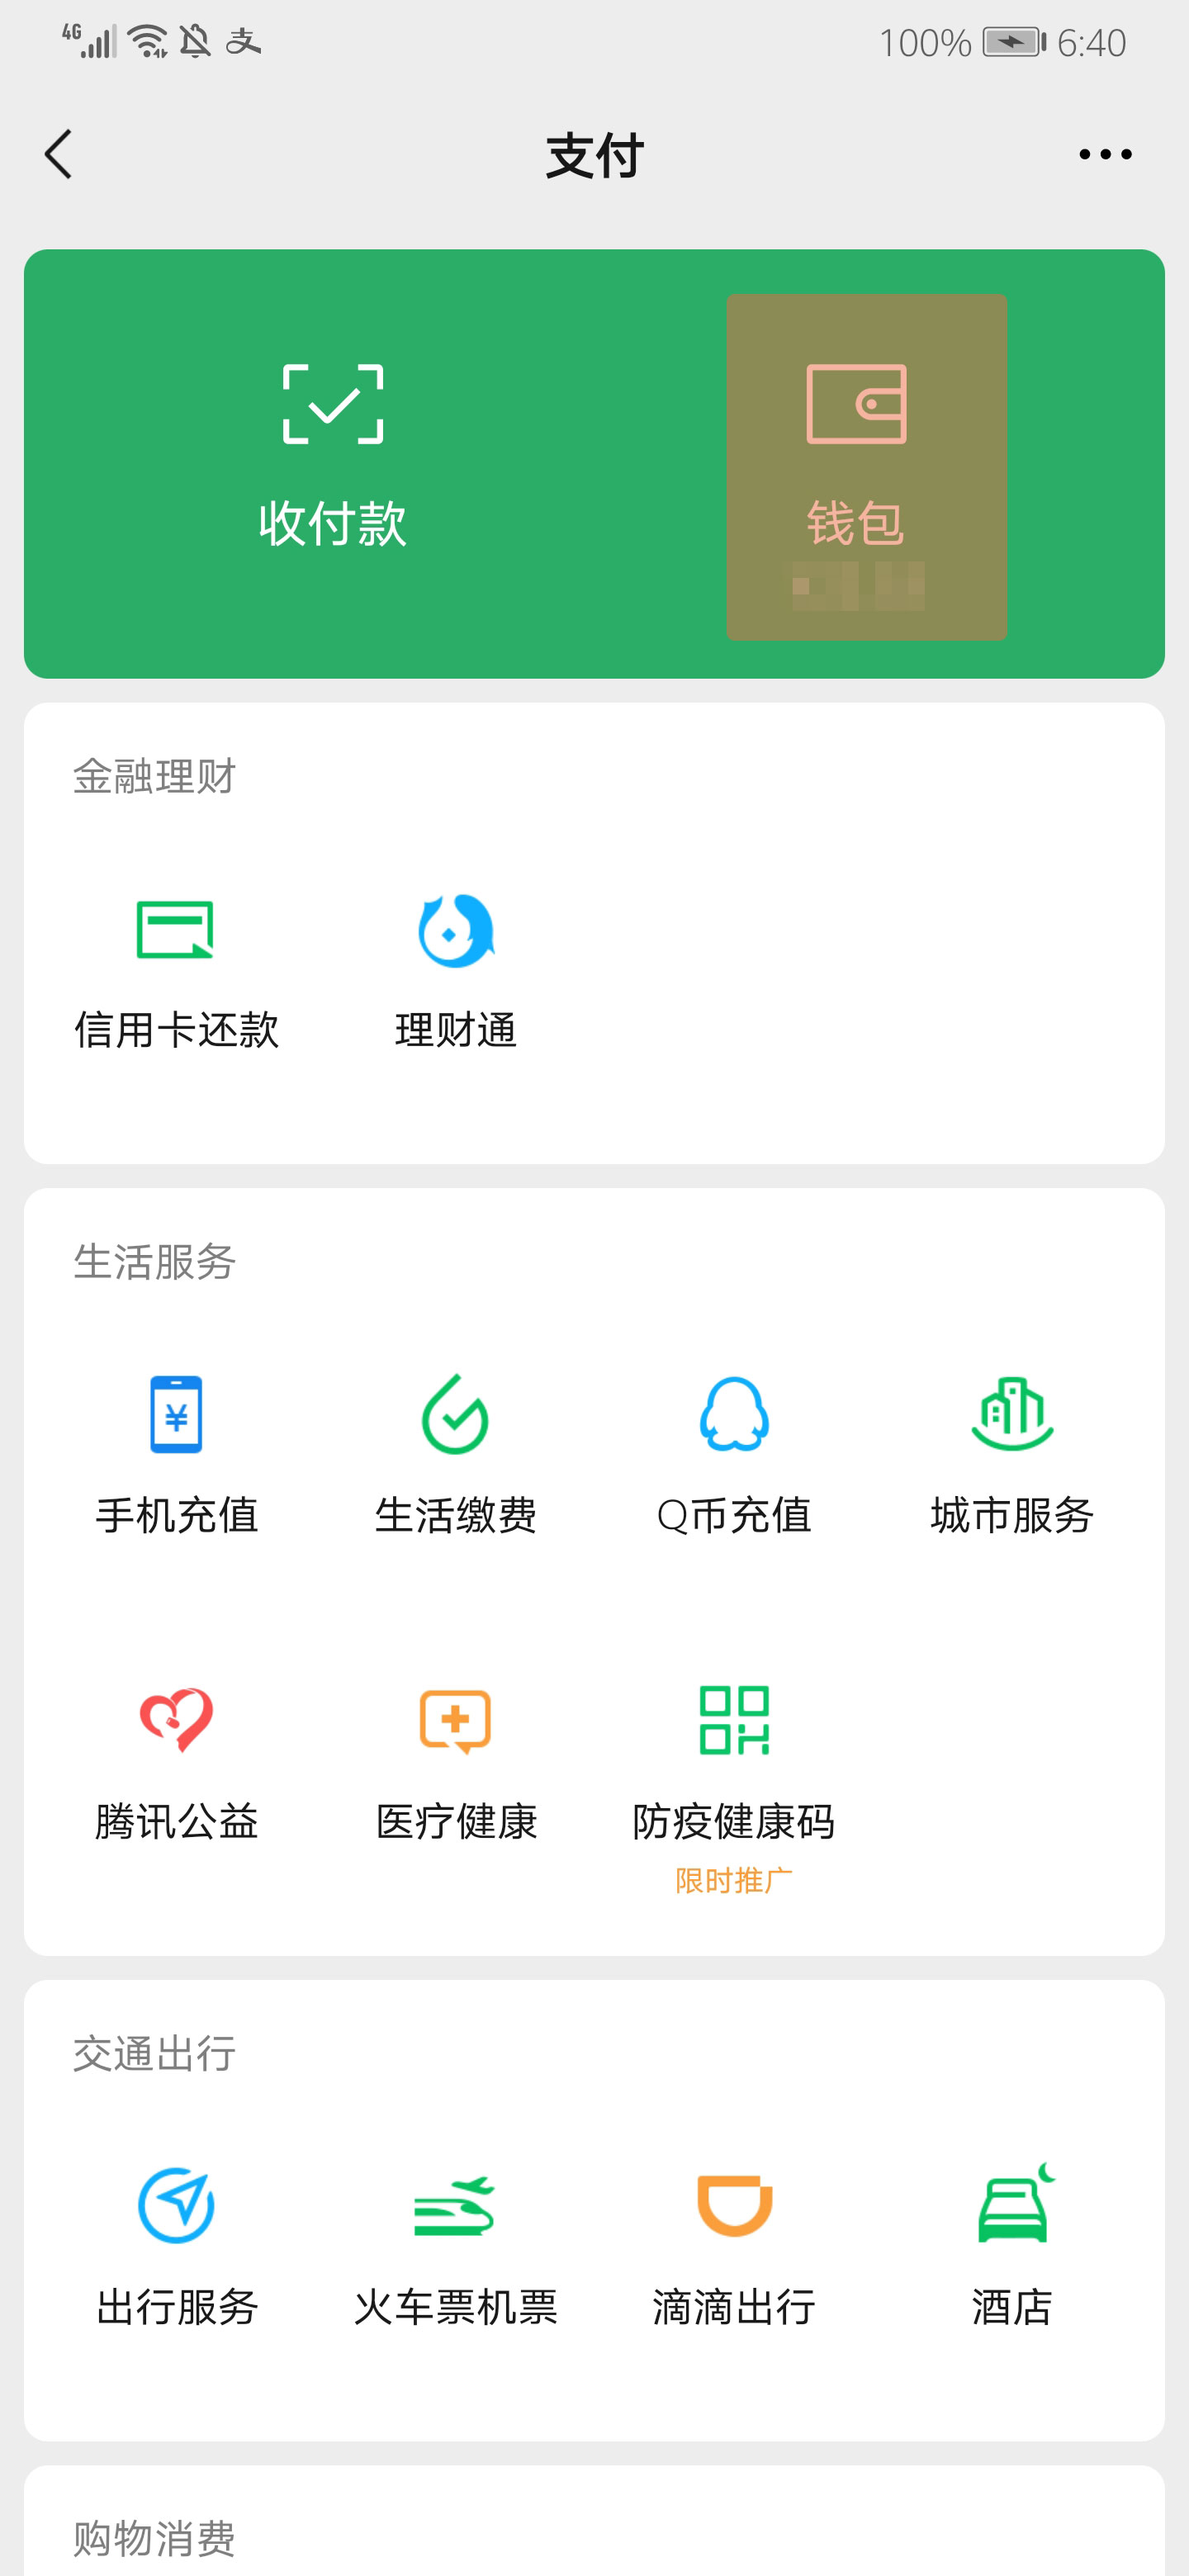 4G 支 100% 6:40
支付
收付款 钱包
金融理财
信用卡还款 理财通
生活服务
¥
手机充值 生活缴费 Q币充值 城市服务
腾讯公益 医疗健康 防疫健康码
限时推广
交通出行
出行服务 火车票机票 滴滴出行 酒店
购物消费